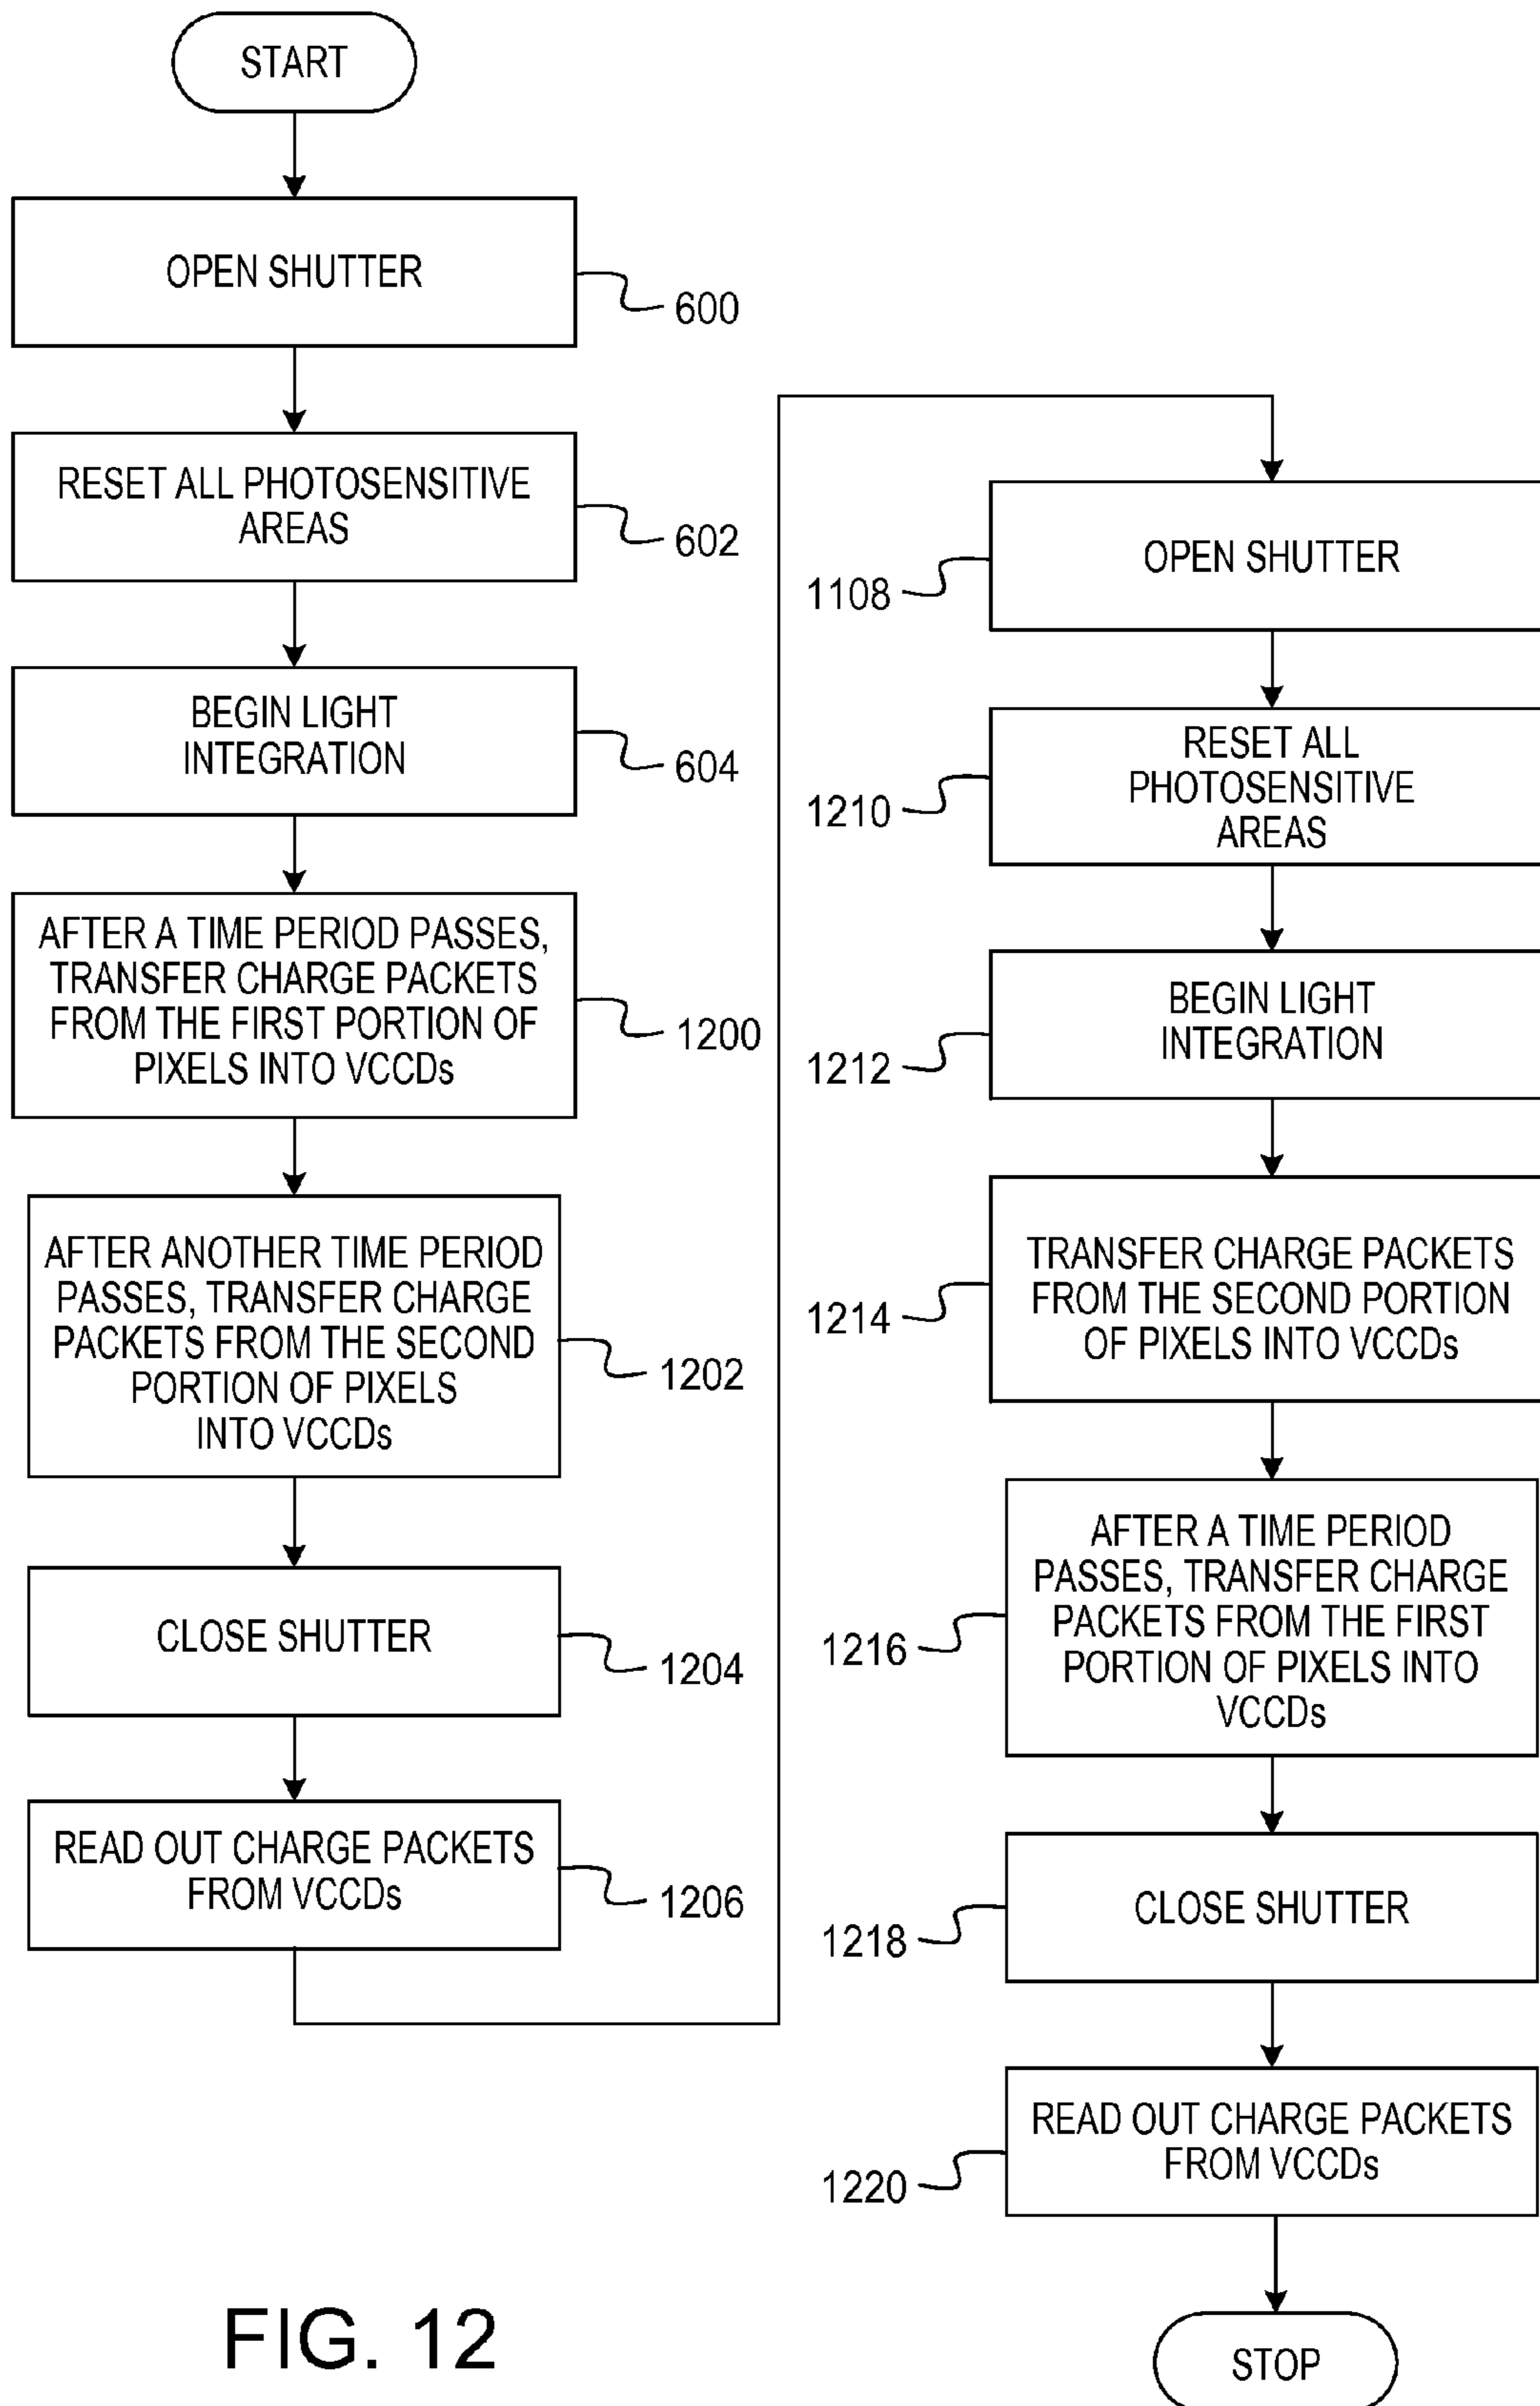 START
OPEN SHUTTER
600
RESET ALL PHOTOSENSITIVE
AREAS
602
BEGIN LIGHT
INTEGRATION
604
AFTER A TIME PERIOD PASSES,
TRANSFER CHARGE PACKETS
FROM THE FIRST PORTION OF
PIXELS INTO VCCDs
1200
AFTER ANOTHER TIME PERIOD
PASSES, TRANSFER CHARGE
PACKETS FROM THE SECOND
PORTION OF PIXELS
INTO VCCDs
1202
CLOSE SHUTTER
1204
READ OUT CHARGE PACKETS
FROM VCCDs
1206
OPEN SHUTTER
1108
RESET ALL
PHOTOSENSITIVE
AREAS
1210
BEGIN LIGHT
INTEGRATION
1212
TRANSFER CHARGE PACKETS
FROM THE SECOND PORTION
OF PIXELS INTO VCCDs
1214
AFTER A TIME PERIOD
PASSES, TRANSFER CHARGE
PACKETS FROM THE FIRST
PORTION OF PIXELS INTO
VCCDs
1216
CLOSE SHUTTER
1218
READ OUT CHARGE PACKETS
FROM VCCDs
1220
STOP
FIG. 12